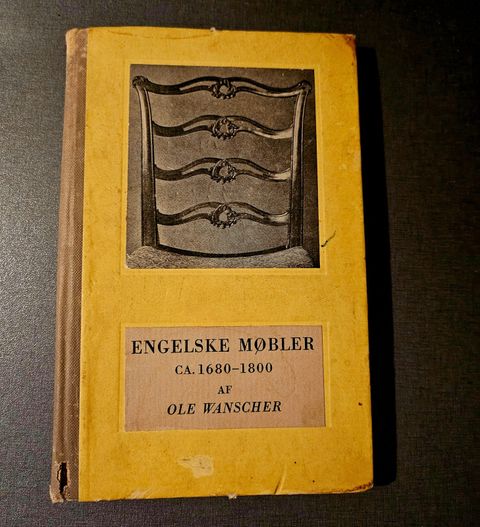 ENGELSKE MØBLER
CA. 1680–1800
AF
OLE WANSCHER